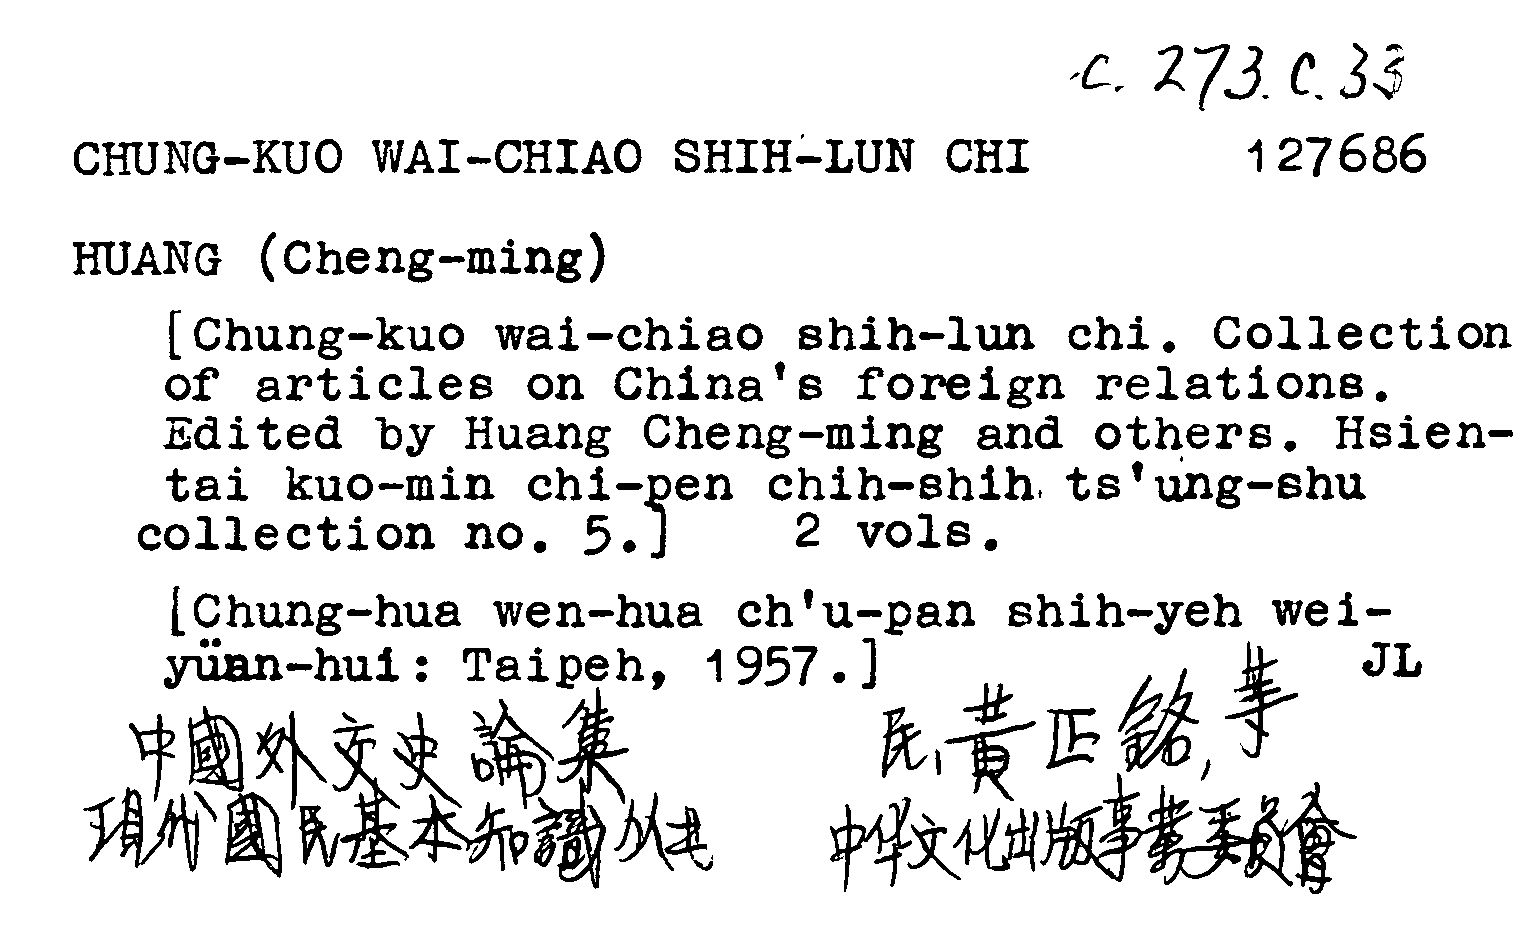 c. 273. c. 33
CHUNG-KUO WAI-CHIAO SHIH-LUN CHI 127686
HUANG (Cheng-ming)
[Chung-kuo wai-chiao shih-lun chi. Collection
of articles on China's foreign relations.
Edited by Huang Cheng-ming and others. Hsien-
tai kuo-min chi-pen chih-shih ts'ung-shu
collection no. 5.] 2 vols.
[Chung-hua wen-hua ch'u-pan shih-yeh wei-
yüan-hui: Taipeh, 1957.] JL
中國外交史論集 民, 黃正銘, 等
現代國民基本知識丛书 中华文化出版事業委員會